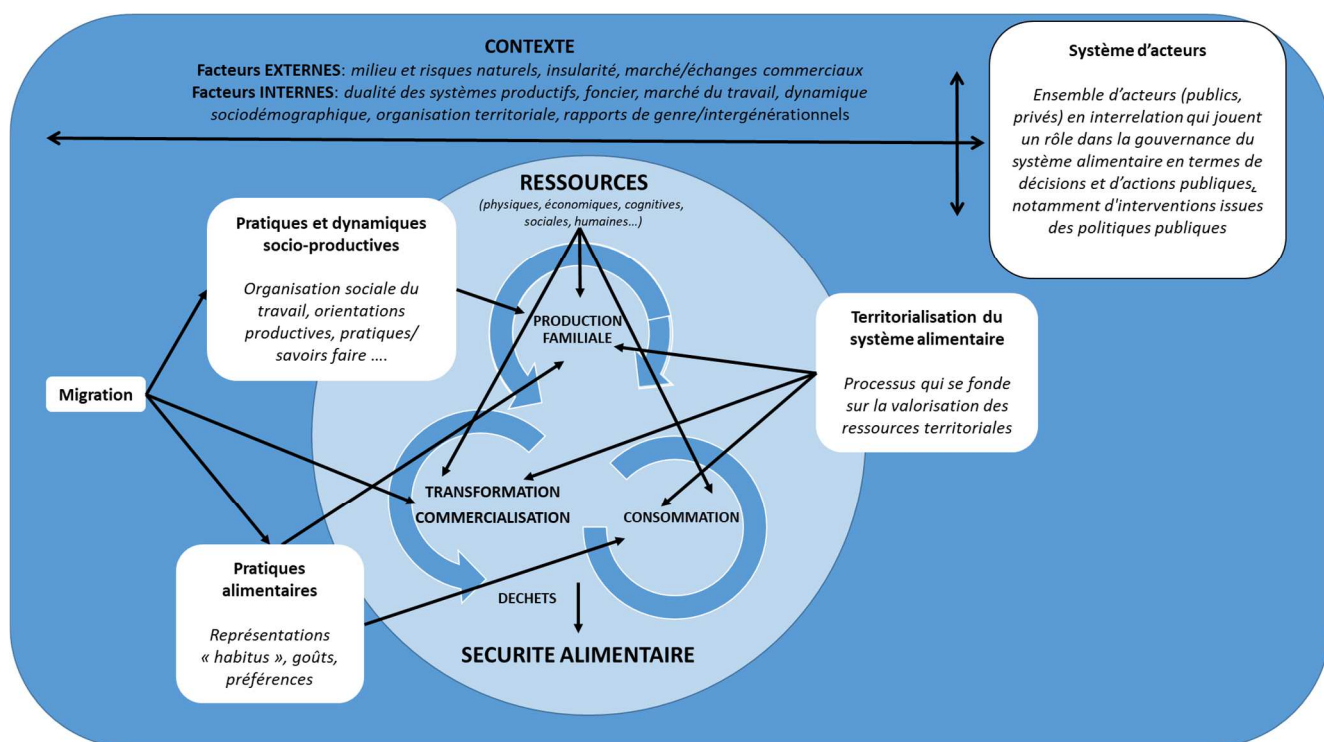 CONTEXTE
Facteurs EXTERNES: milieu et risques naturels, insularité, marché/échanges commerciaux
Facteurs INTERNES: dualité des systèmes productifs, foncier, marché du travail, dynamique
sociodémographique, organisation territoriale, rapports de genre/intergénérationnels
Système d'acteurs
Ensemble d'acteurs (publics,
privés) en interrelation qui jouent
un rôle dans la gouvernance du
système alimentaire en termes de
décisions et d'actions publiques,
notamment d'interventions issues
des politiques publiques
RESSOURCES
(physiques, économiques, cognitives,
sociales, humaines...)
Pratiques et dynamiques
socio-productives
Organisation sociale du
travail, orientations
productives, pratiques/
savoirs faire ....
PRODUCTION
FAMILIALE
Territorialisation du
système alimentaire
Processus qui se fonde
sur la valorisation des
ressources territoriales
Migration
TRANSFORMATION
COMMERCIALISATION
CONSOMMATION
Pratiques
alimentaires
Représentations
« habitus », goûts,
préférences
DECHETS
SECURITE ALIMENTAIRE